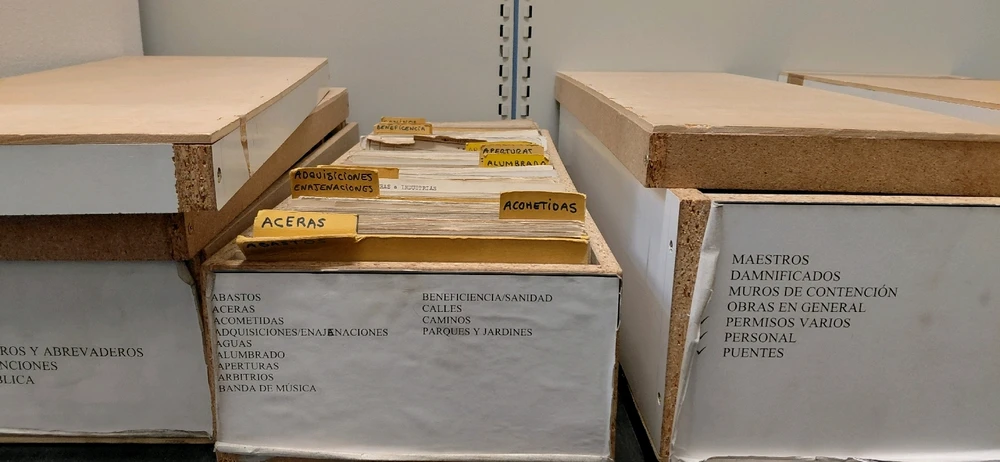 ROS Y ABREVADEROS
NCIONES
BLICA
BENEFICENCIA
APERTURAS
ALUMBRADO
ADQUISICIONES
ENAJENACIONES
INDUSTRIAS
ACOMETIDAS
ACERAS
ABASTOS
ACERAS
ACOMETIDAS
ADQUISICIONES/ENAJENACIONES
AGUAS
ALUMBRADO
APERTURAS
ARBITRIOS
BANDA DE MÚSICA
BENEFICIENCIA/SANIDAD
CALLES
CAMINOS
PARQUES Y JARDINES
MAESTROS
DAMNIFICADOS
MUROS DE CONTENCIÓN
OBRAS EN GENERAL
PERMISOS VARIOS
PERSONAL
PUENTES